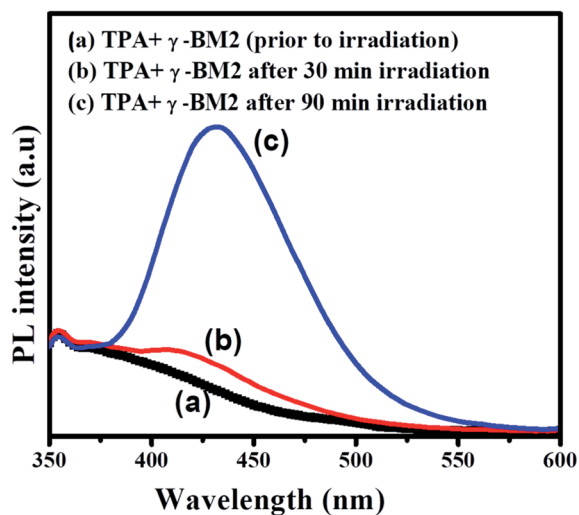 (a) TPA+ γ-BM2 (prior to irradiation)
(b) TPA+ γ-BM2 after 30 min irradiation
(c) TPA+ γ-BM2 after 90 min irradiation
(c)
(b)
(a)
PL intensity (a.u)
350 400 450 500 550 600
Wavelength (nm)